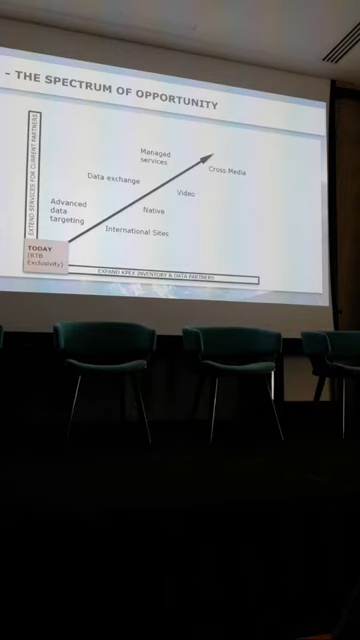 - THE SPECTRUM OF OPPORTUNITY
EXTEND SERVICES FOR CURRENT PARTNERS
Managed
services
Cross Media
Data exchange
Video
Advanced
data
targeting
Native
International Sites
TODAY
(RTB
Exclusivity)
EXPAND KPEX INVENTORY & DATA PARTNERS